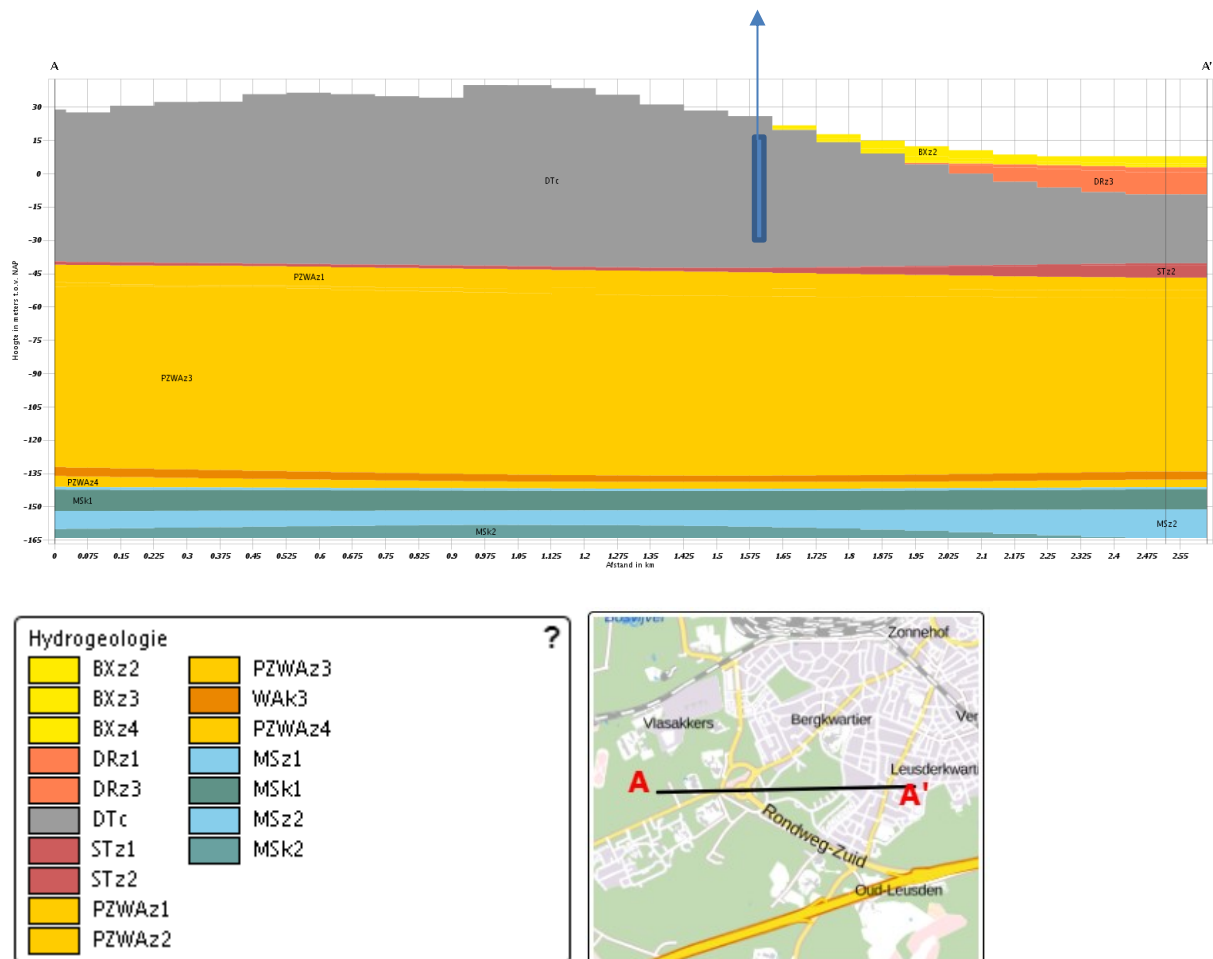 A A'
30
15
0
-15
-30
-45
-60
-75
-90
-105
-120
-135
-150
-165
Hoogte in meters t.o.v. NAP
BXz2
DTc
DRz3
STz2
PZWAz1
PZWAz3
PZWAz4
MSk1
MSz2
MSk2
0 0.075 0.15 0.225 0.3 0.375 0.45 0.525 0.6 0.675 0.75 0.825 0.9 0.975 1.05 1.125 1.2 1.275 1.35 1.425 1.5 1.575 1.65 1.725 1.8 1.875 1.95 2.025 2.1 2.175 2.25 2.325 2.4 2.475 2.55
Afstand in km
Hydrogeologie ?
BXz2
BXz3
BXz4
DRz1
DRz3
DTc
STz1
STz2
PZWAz1
PZWAz2
PZWAz3
WAk3
PZWAz4
MSz1
MSk1
MSz2
MSk2
Zonnehof
Vlasakkers
Bergkwartier
Ver
Leusderkwarti
A
A'
Rondweg-Zuid
Oud-Leusden